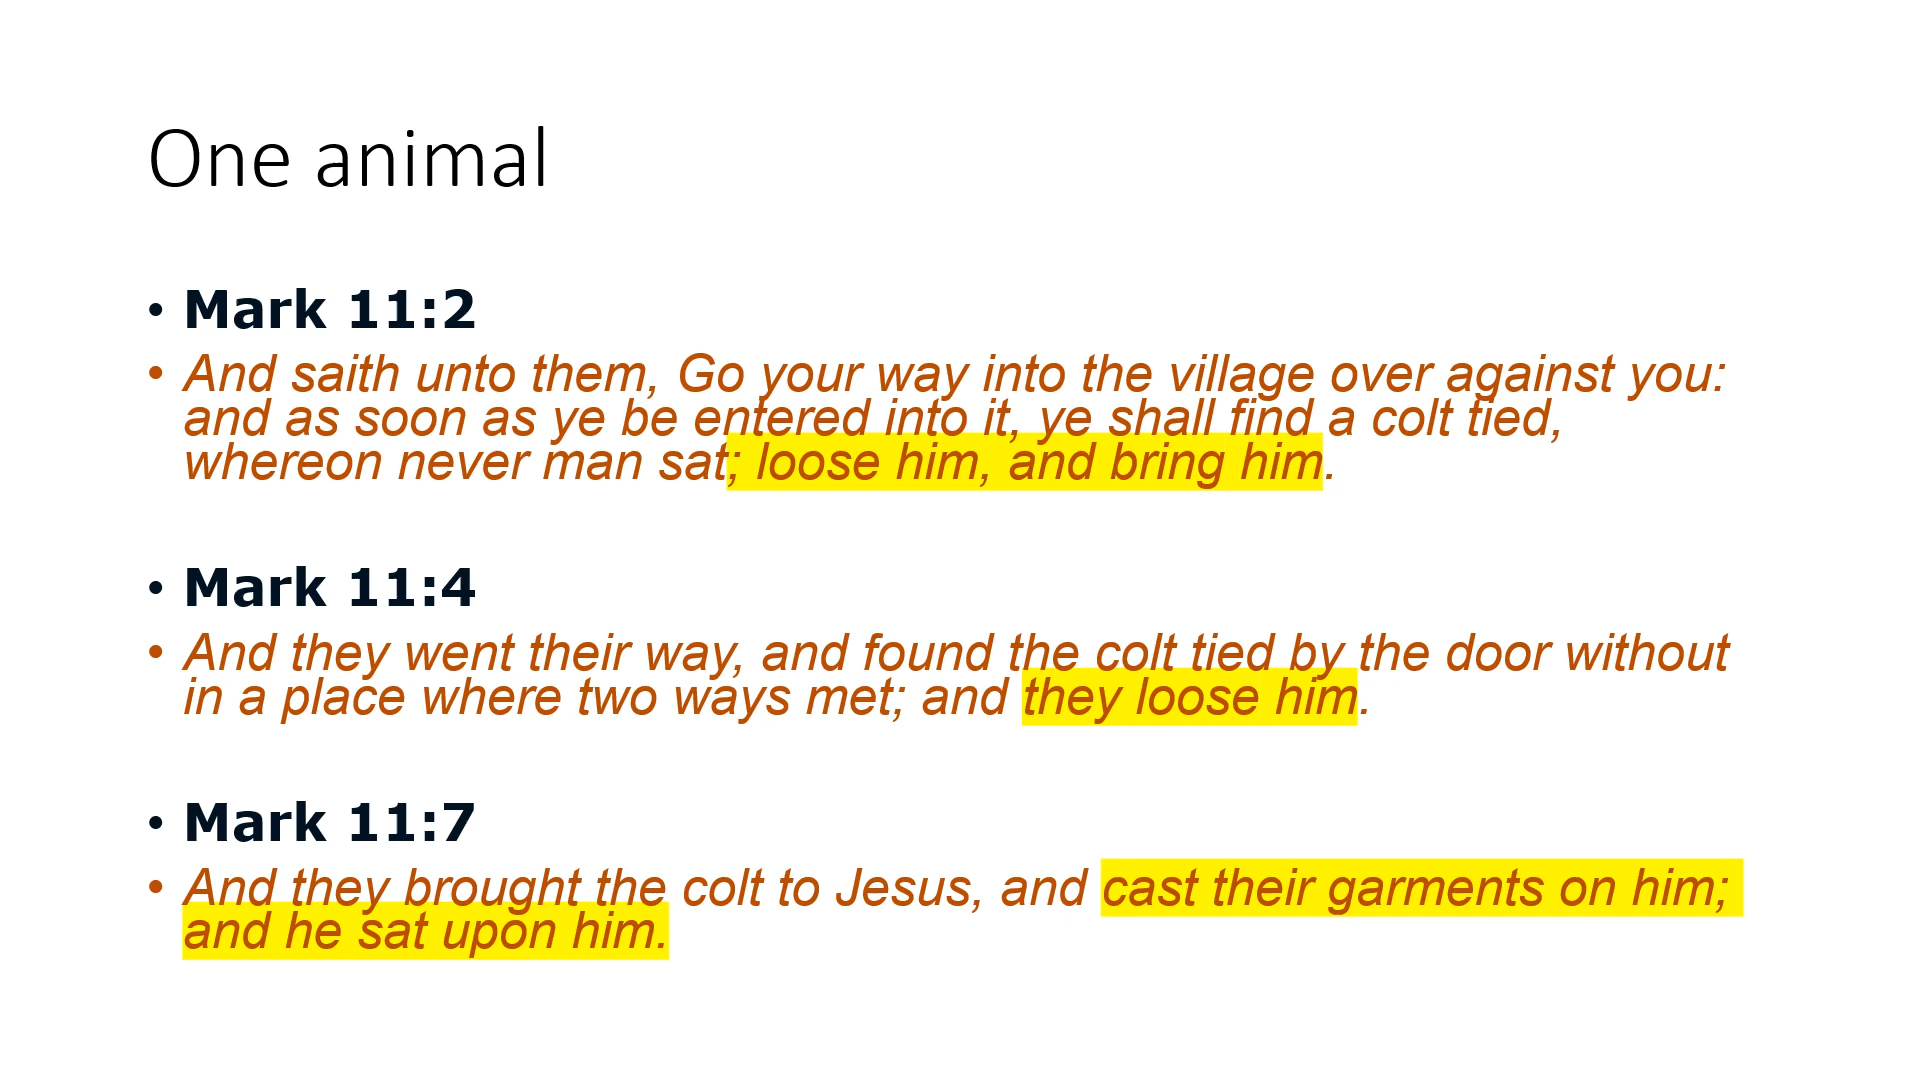 One animal
• Mark 11:2
• And saith unto them, Go your way into the village over against you:
and as soon as ye be entered into it, ye shall find a colt tied,
whereon never man sat; loose him, and bring him.
• Mark 11:4
• And they went their way, and found the colt tied by the door without
in a place where two ways met; and they loose him.
• Mark 11:7
• And they brought the colt to Jesus, and cast their garments on him;
and he sat upon him.